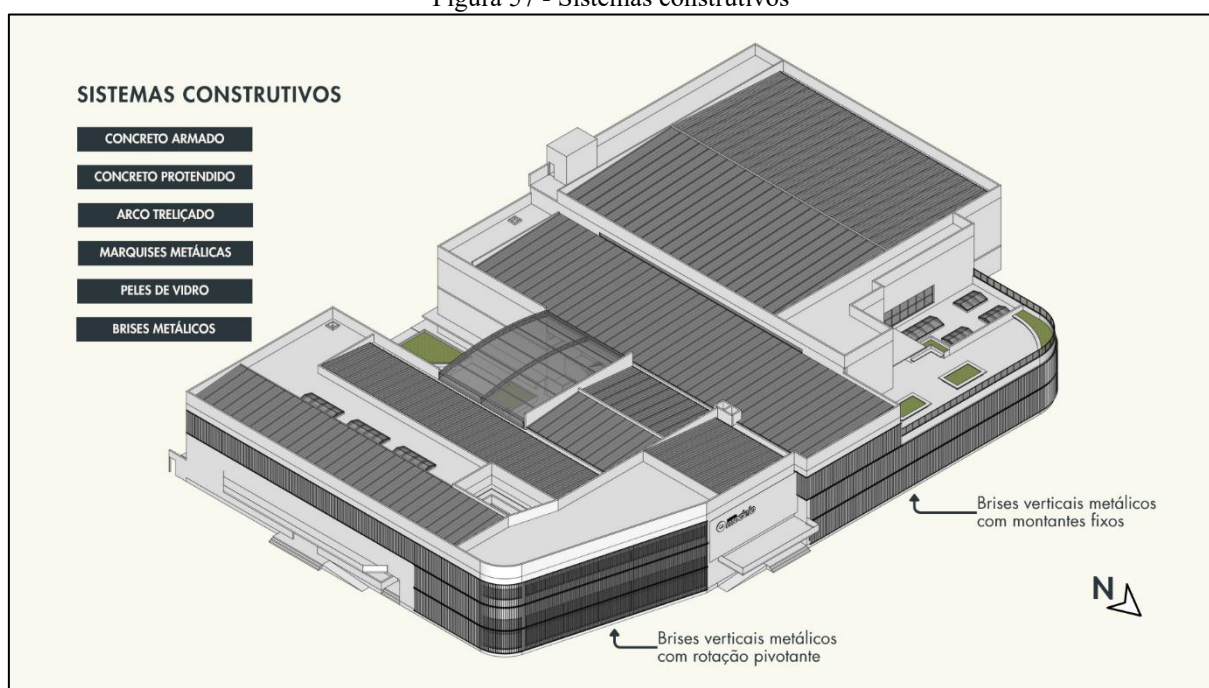 Figura 57 - Sistemas construtivos
SISTEMAS CONSTRUTIVOS
CONCRETO ARMADO
CONCRETO PROTENDIDO
ARCO TRELIÇADO
MARQUISES METÁLICAS
PELES DE VIDRO
BRISES METÁLICOS
Brises verticais metálicos
com montantes fixos
N
Brises verticais metálicos
com rotação pivotante